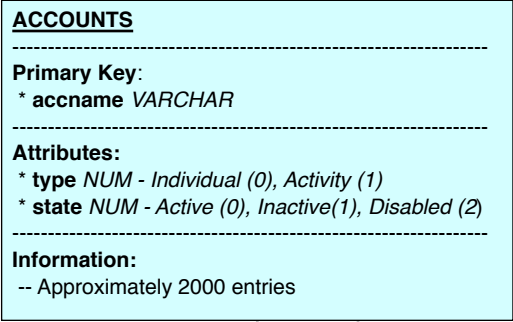 ACCOUNTS
-------------------------------------------------------------------
Primary Key:
* accname VARCHAR
-------------------------------------------------------------------
Attributes:
* type NUM - Individual (0), Activity (1)
* state NUM - Active (0), Inactive(1), Disabled (2)
-------------------------------------------------------------------
Information:
-- Approximately 2000 entries